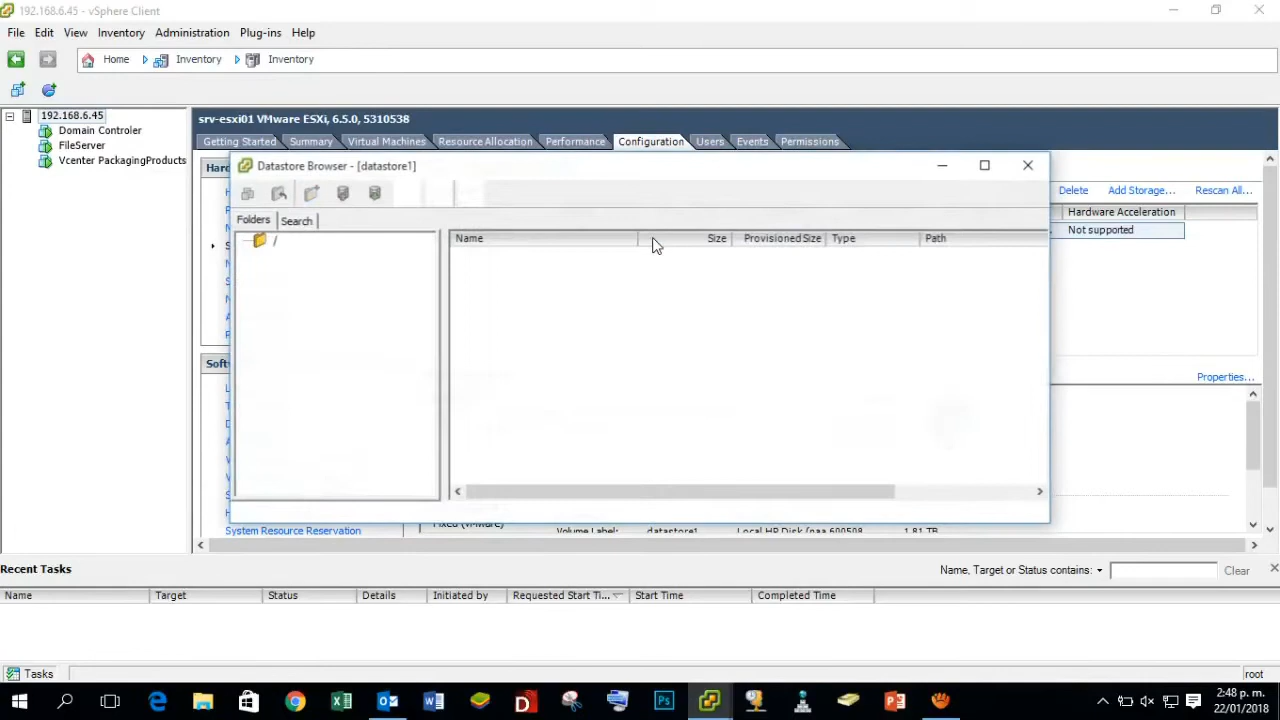 192.168.6.45 - vSphere Client
File Edit View Inventory Administration Plug-ins Help
Home Inventory Inventory
192.168.6.45
Domain Controler
FileServer
Vcenter PackagingProducts
srv-esxi01 VMware ESXi, 6.5.0, 5310538
Getting Started Summary Virtual Machines Resource Allocation Performance Configuration Users Events Permissions
Datastore Browser - [datastore1]
Delete Add Storage... Rescan All...
Hardware Acceleration
Not supported
Folders Search
/
Name Size Provisioned Size Type Path
Properties...
System Resource Reservation
Volume Label: datastore1 Local HP Disk (naa.600508... 1.81 TB
Recent Tasks
Name, Target or Status contains: Clear
Name Target Status Details Initiated by Requested Start Ti... Start Time Completed Time
Tasks
root
2:48 p. m.
22/01/2018